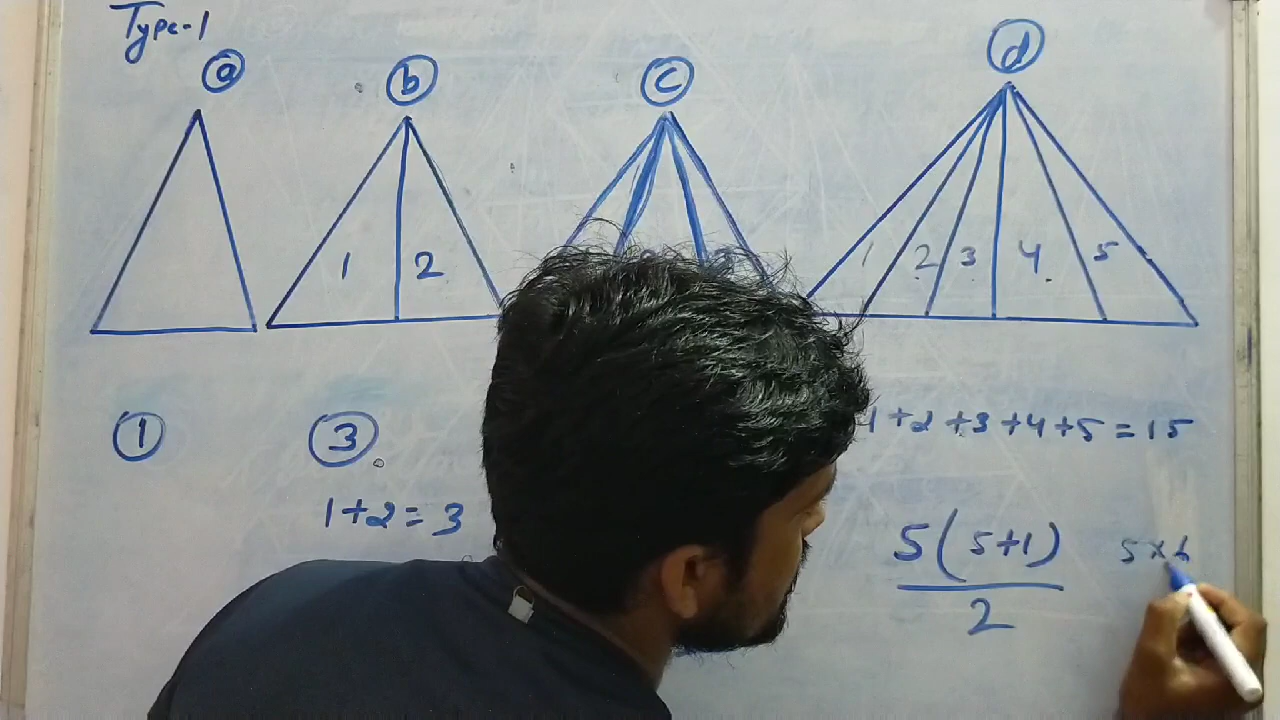 Type-1
a b c d
1 2
1 2 3 4 5
1 3
1+2+3+4+5=15
1+2=3
5(5+1)
2
5×